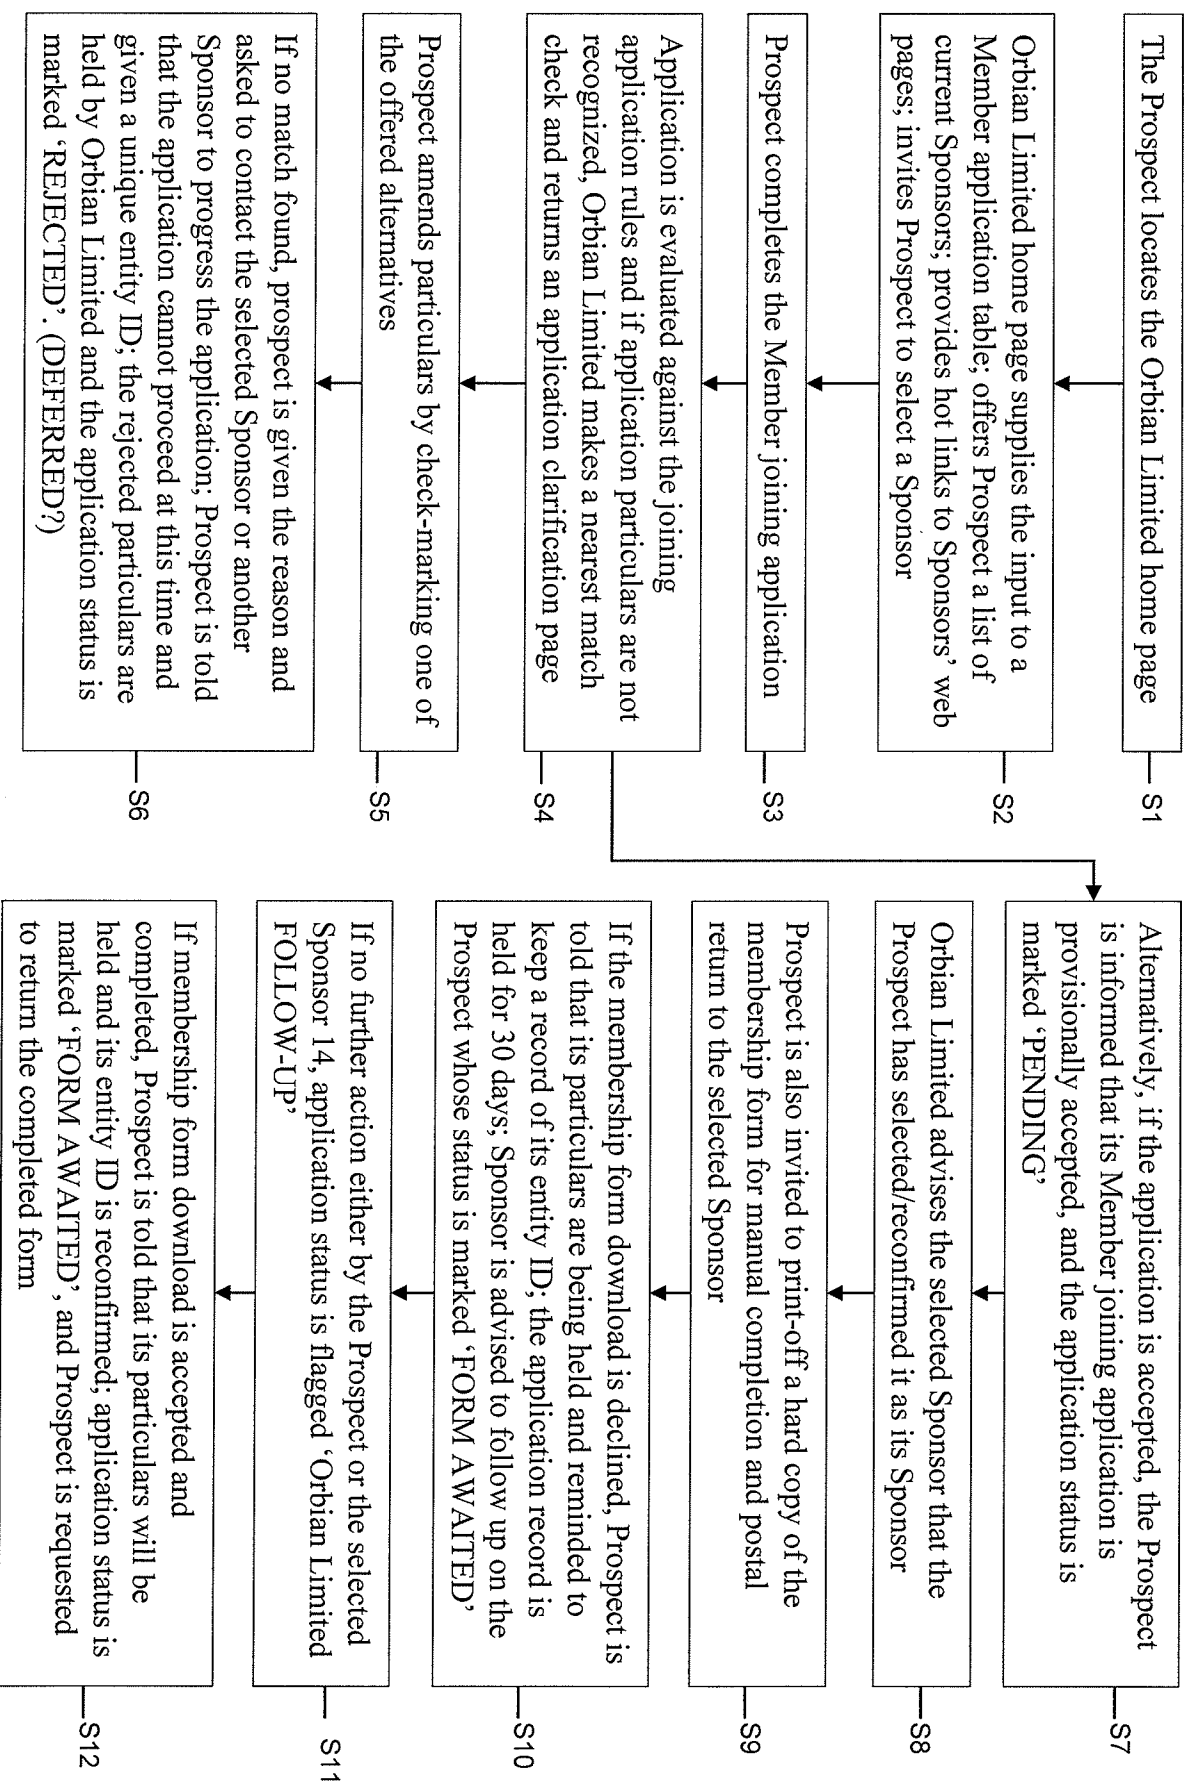 The Prospect locates the Orbian Limited home page
S1
Orbian Limited home page supplies the input to a
Member application table; offers Prospect a list of
current Sponsors; provides hot links to Sponsors' web
pages; invites Prospect to select a Sponsor
S2
Prospect completes the Member joining application
S3
Application is evaluated against the joining
application rules and if application particulars are not
recognized, Orbian Limited makes a nearest match
check and returns an application clarification page
S4
Prospect amends particulars by check-marking one of
the offered alternatives
S5
If no match found, prospect is given the reason and
asked to contact the selected Sponsor or another
Sponsor to progress the application; Prospect is told
that the application cannot proceed at this time and
given a unique entity ID; the rejected particulars are
held by Orbian Limited and the application status is
marked ‘REJECTED’. (DEFERRED?)
S6
Alternatively, if the application is accepted, the Prospect
is informed that its Member joining application is
provisionally accepted, and the application status is
marked ‘PENDING’
S7
Orbian Limited advises the selected Sponsor that the
Prospect has selected/reconfirmed it as its Sponsor
S8
Prospect is also invited to print-off a hard copy of the
membership form for manual completion and postal
return to the selected Sponsor
S9
If the membership form download is declined, Prospect is
told that its particulars are being held and reminded to
keep a record of its entity ID; the application record is
held for 30 days; Sponsor is advised to follow up on the
Prospect whose status is marked ‘FORM AWAITED’
S10
If no further action either by the Prospect or the selected
Sponsor 14, application status is flagged ‘Orbian Limited
FOLLOW-UP’
S11
If membership form download is accepted and
completed, Prospect is told that its particulars will be
held and its entity ID is reconfirmed; application status is
marked ‘FORM AWAITED’, and Prospect is requested
to return the completed form
S12